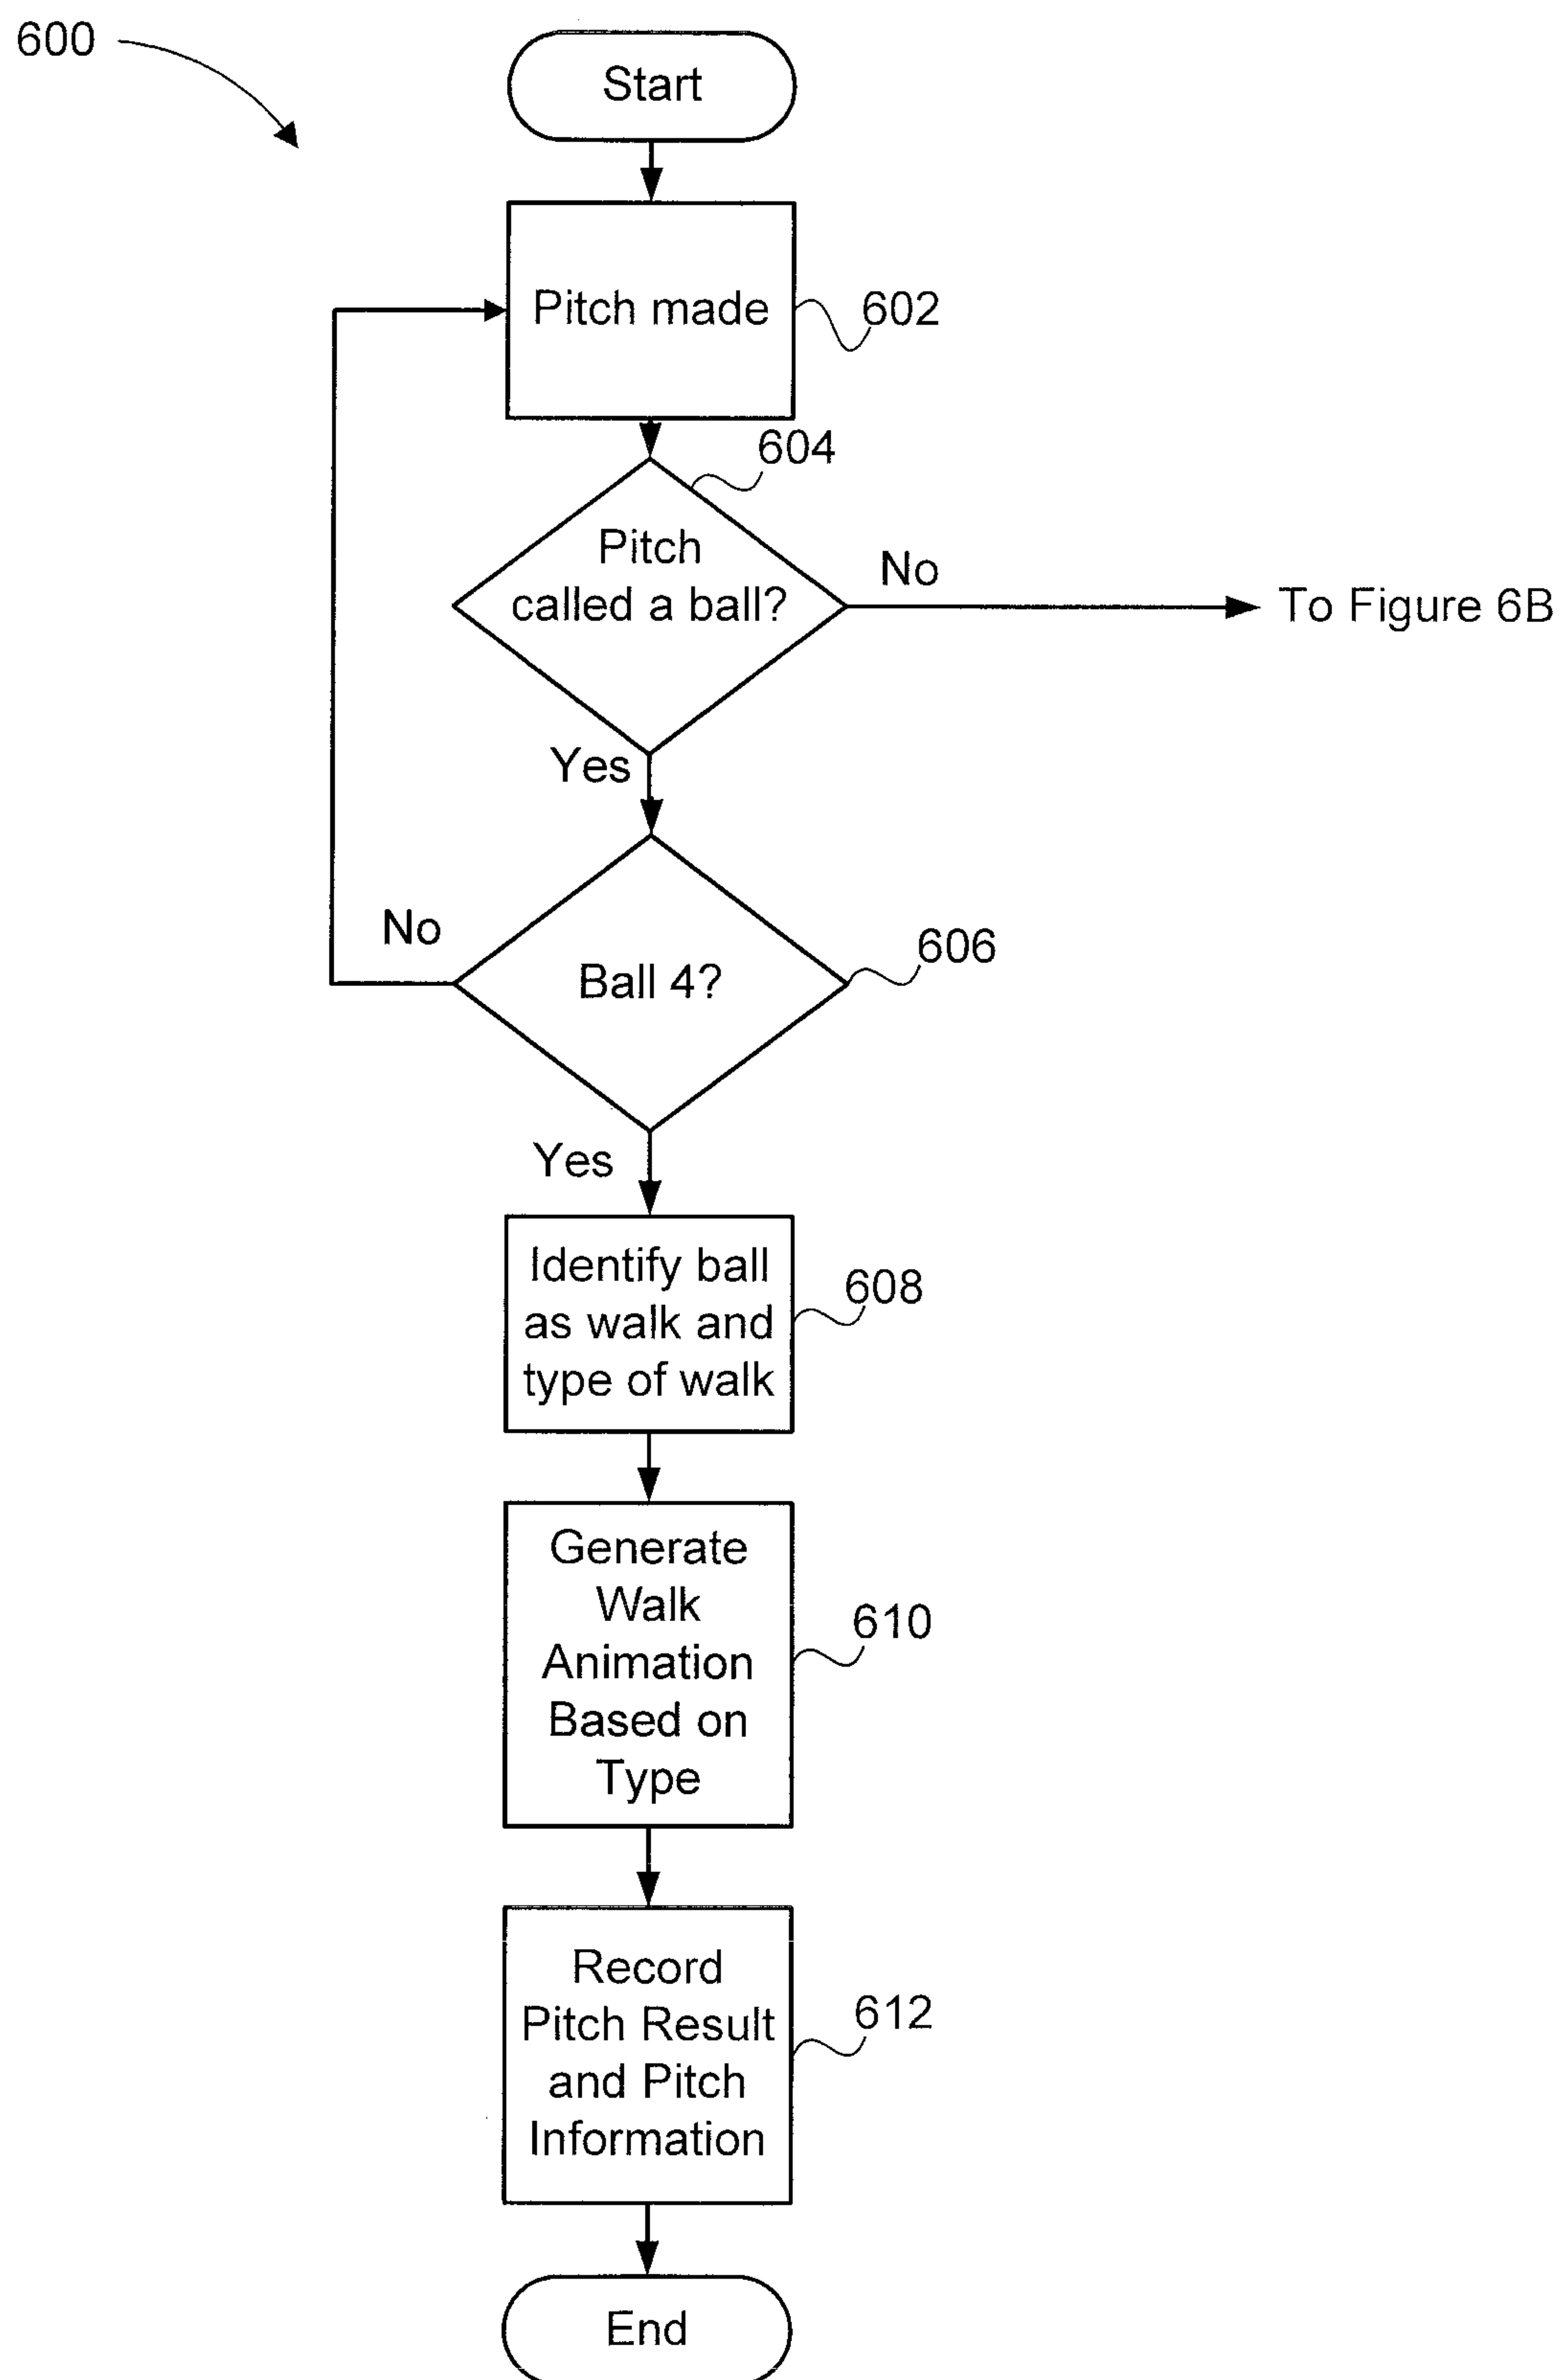 600
Start
Pitch made
602
604
Pitch
called a ball?
No
To Figure 6B
Yes
No
Ball 4?
606
Yes
Identify ball
as walk and
type of walk
608
Generate
Walk
Animation
Based on
Type
610
Record
Pitch Result
and Pitch
Information
612
End